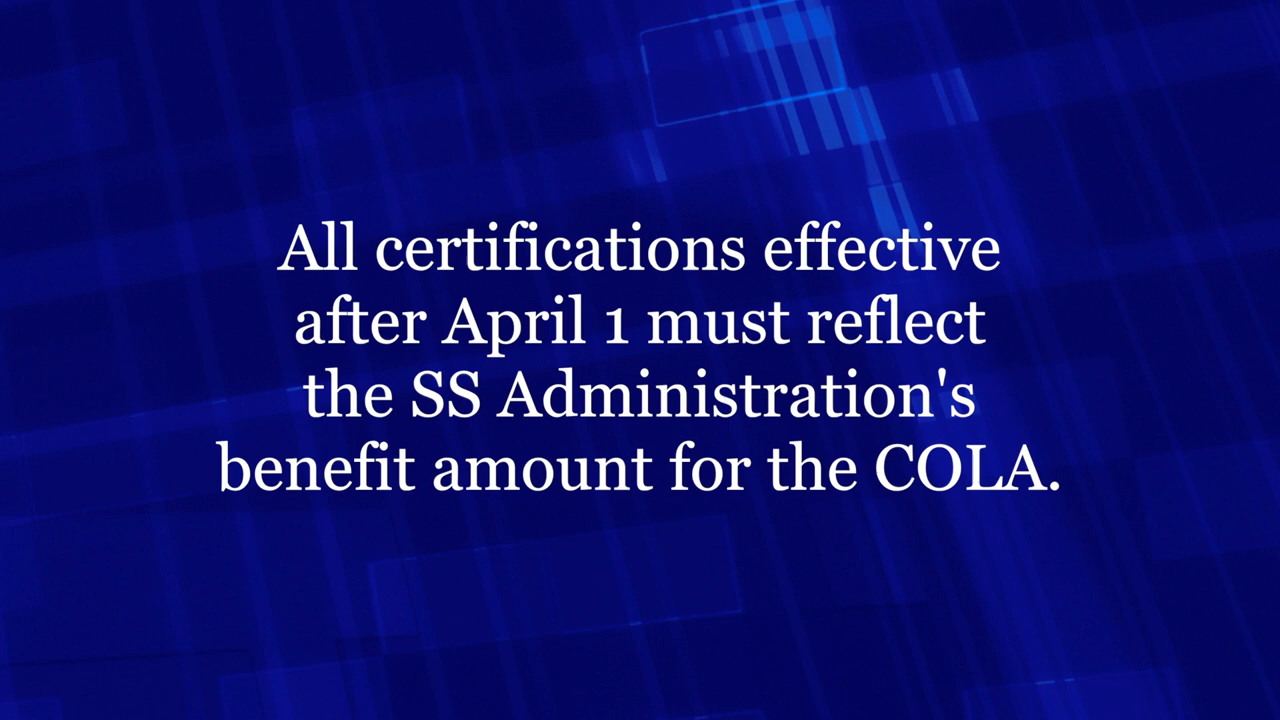 All certifications effective
after April 1 must reflect
the SS Administration's
benefit amount for the COLA.